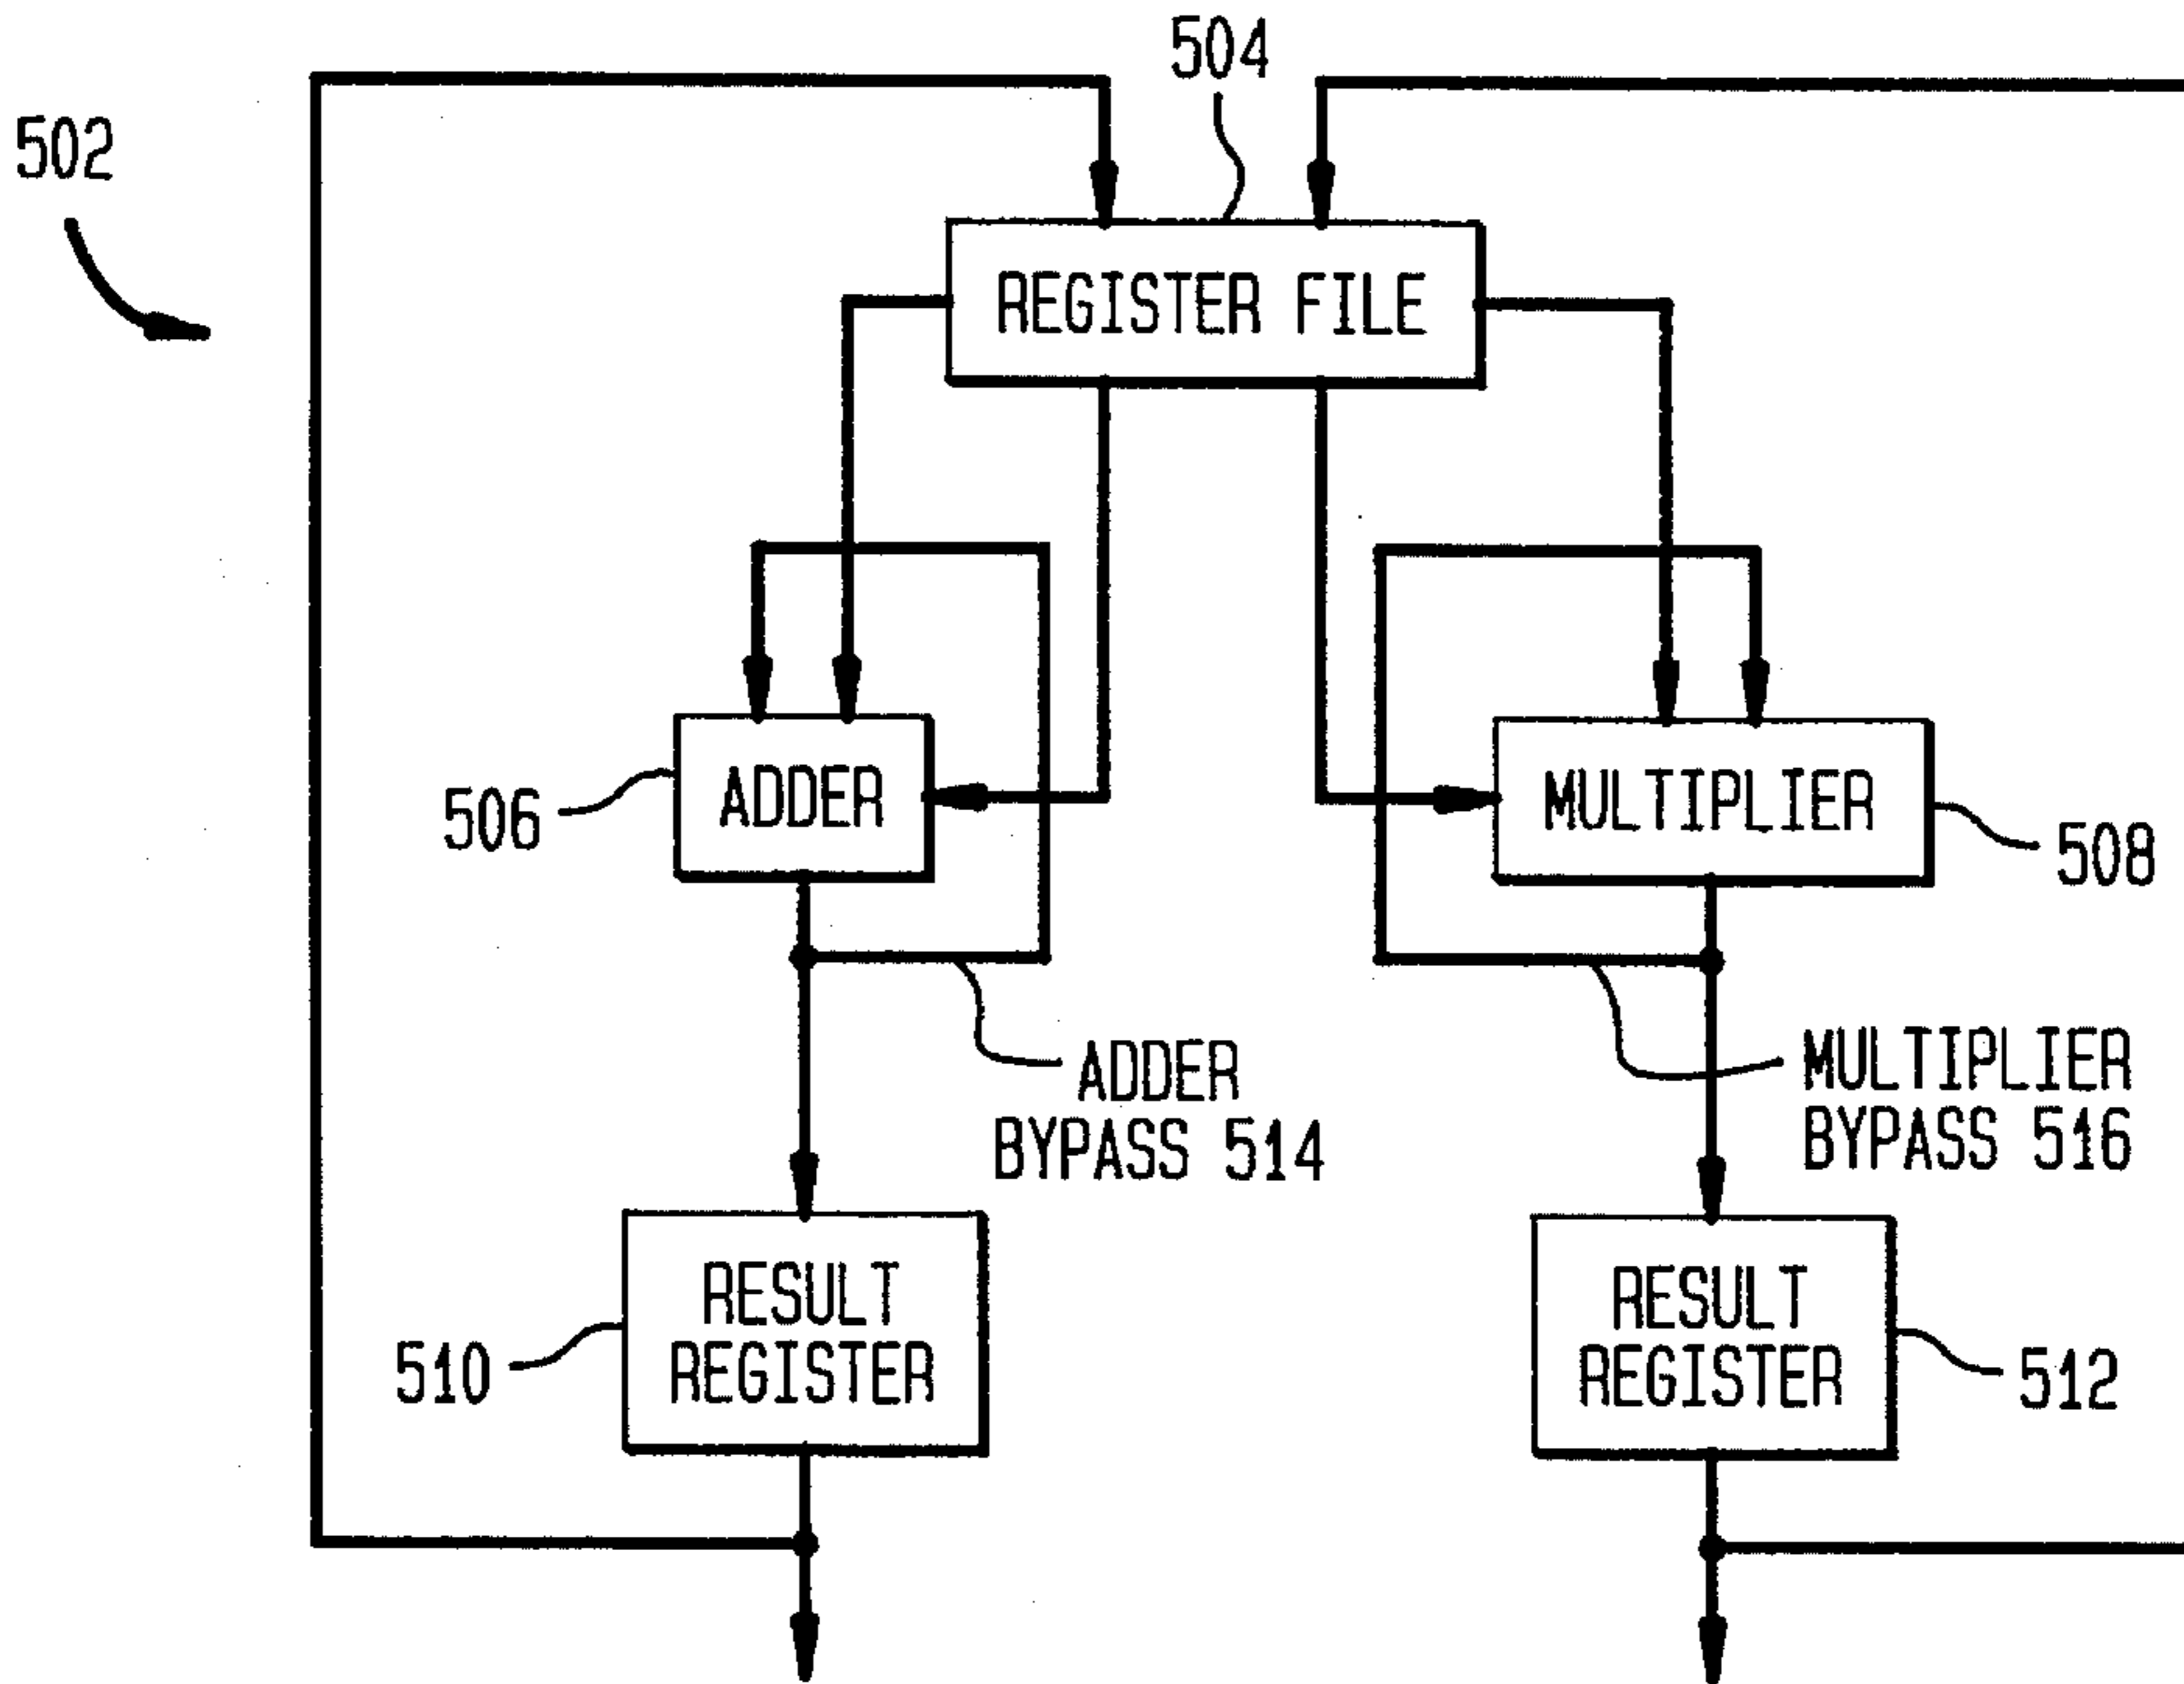 504
502
REGISTER FILE
ADDER
506
MULTIPLIER
508
ADDER
BYPASS 514
MULTIPLIER
BYPASS 516
RESULT
REGISTER
510
RESULT
REGISTER
512